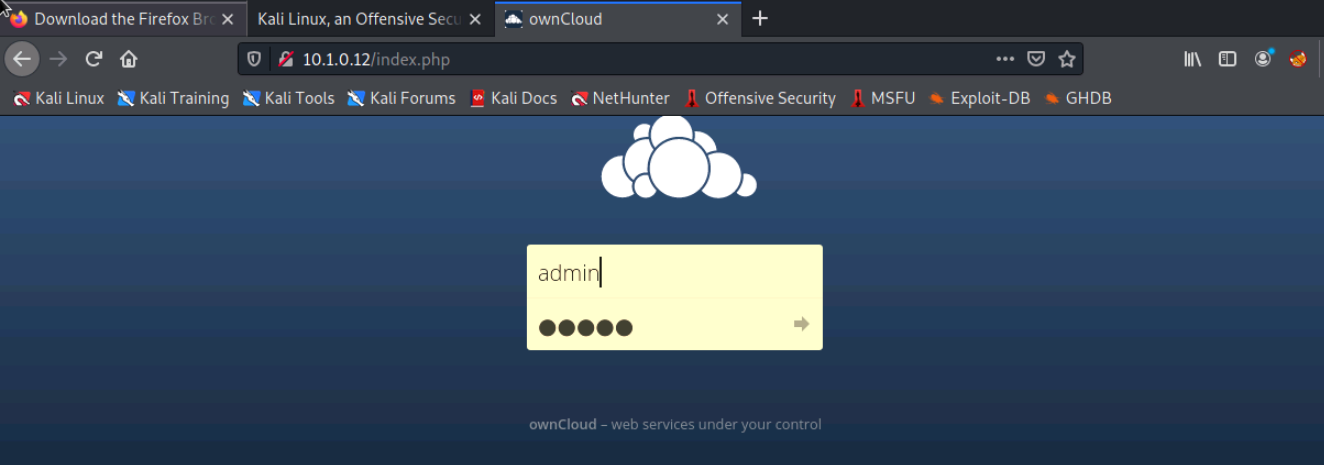 Download the Firefox Bro Kali Linux, an Offensive Secu ownCloud
10.1.0.12/index.php
Kali Linux Kali Training Kali Tools Kali Forums Kali Docs NetHunter Offensive Security MSFU Exploit-DB GHDB
admin
ownCloud – web services under your control